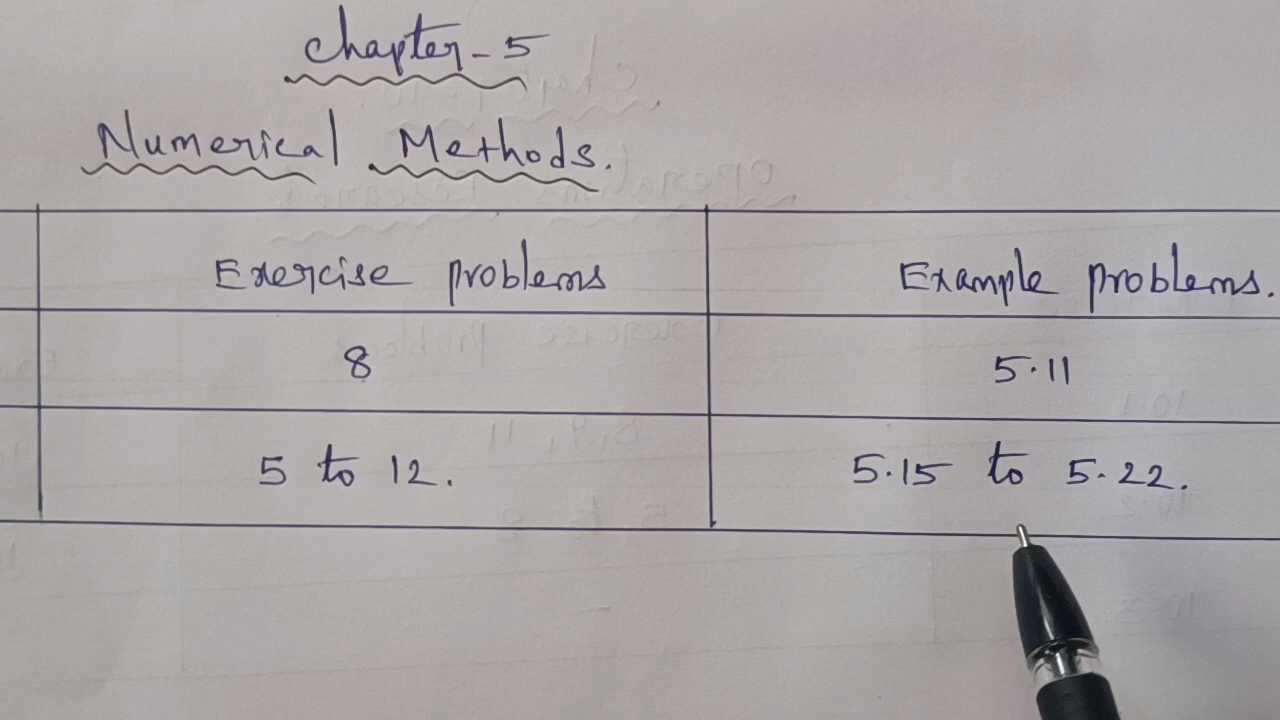 Chapter-5
Numerical Methods.
Exercise problems Example problems.
8 5.11
5 to 12. 5.15 to 5.22.